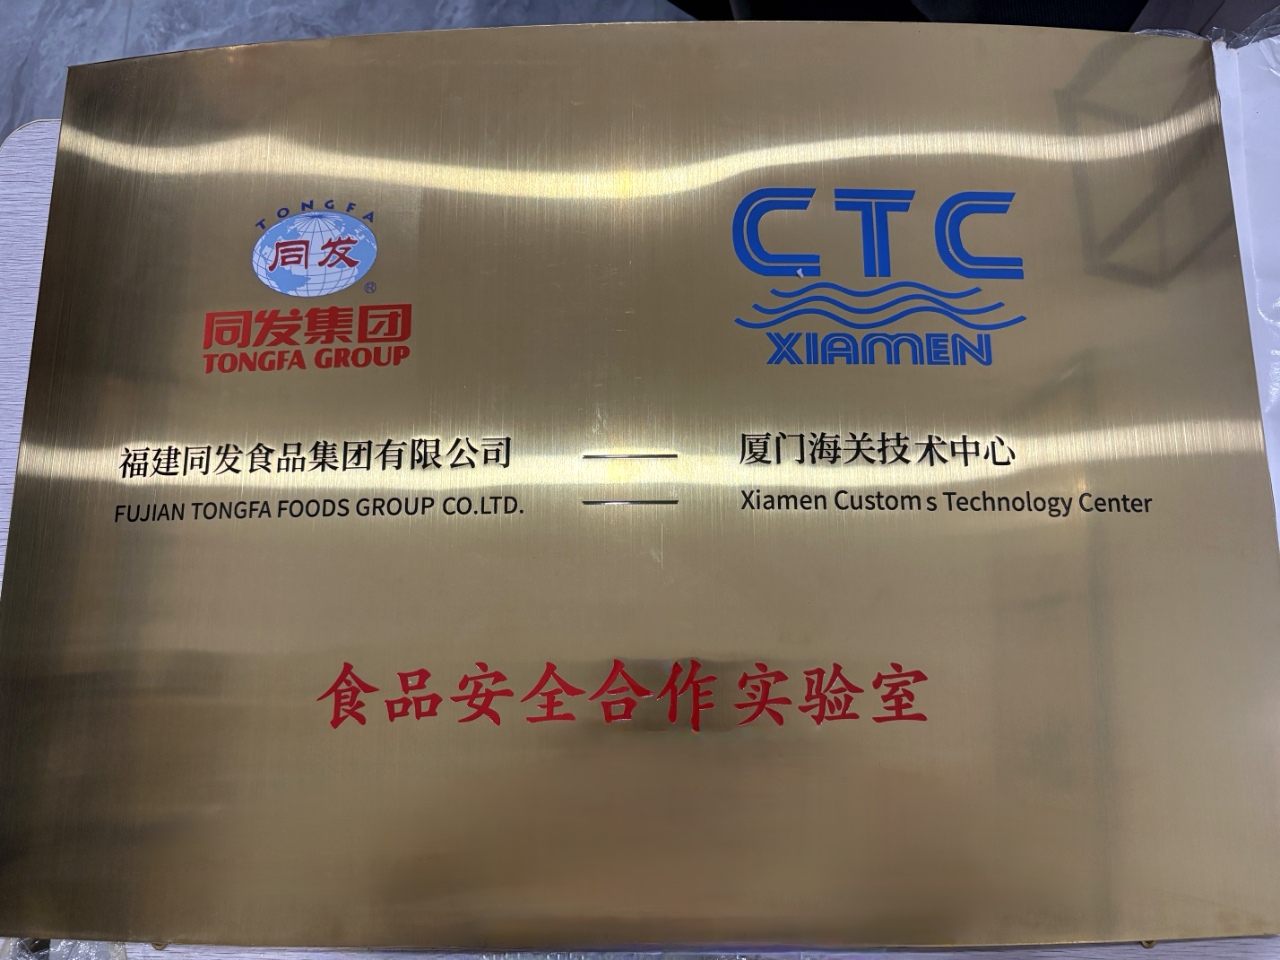 TONGFA
同发
®
同发集团
TONGFA GROUP
CTC
XIAMEN
福建同发食品集团有限公司
FUJIAN TONGFA FOODS GROUP CO.LTD.
厦门海关技术中心
Xiamen Customs Technology Center
食品安全合作实验室